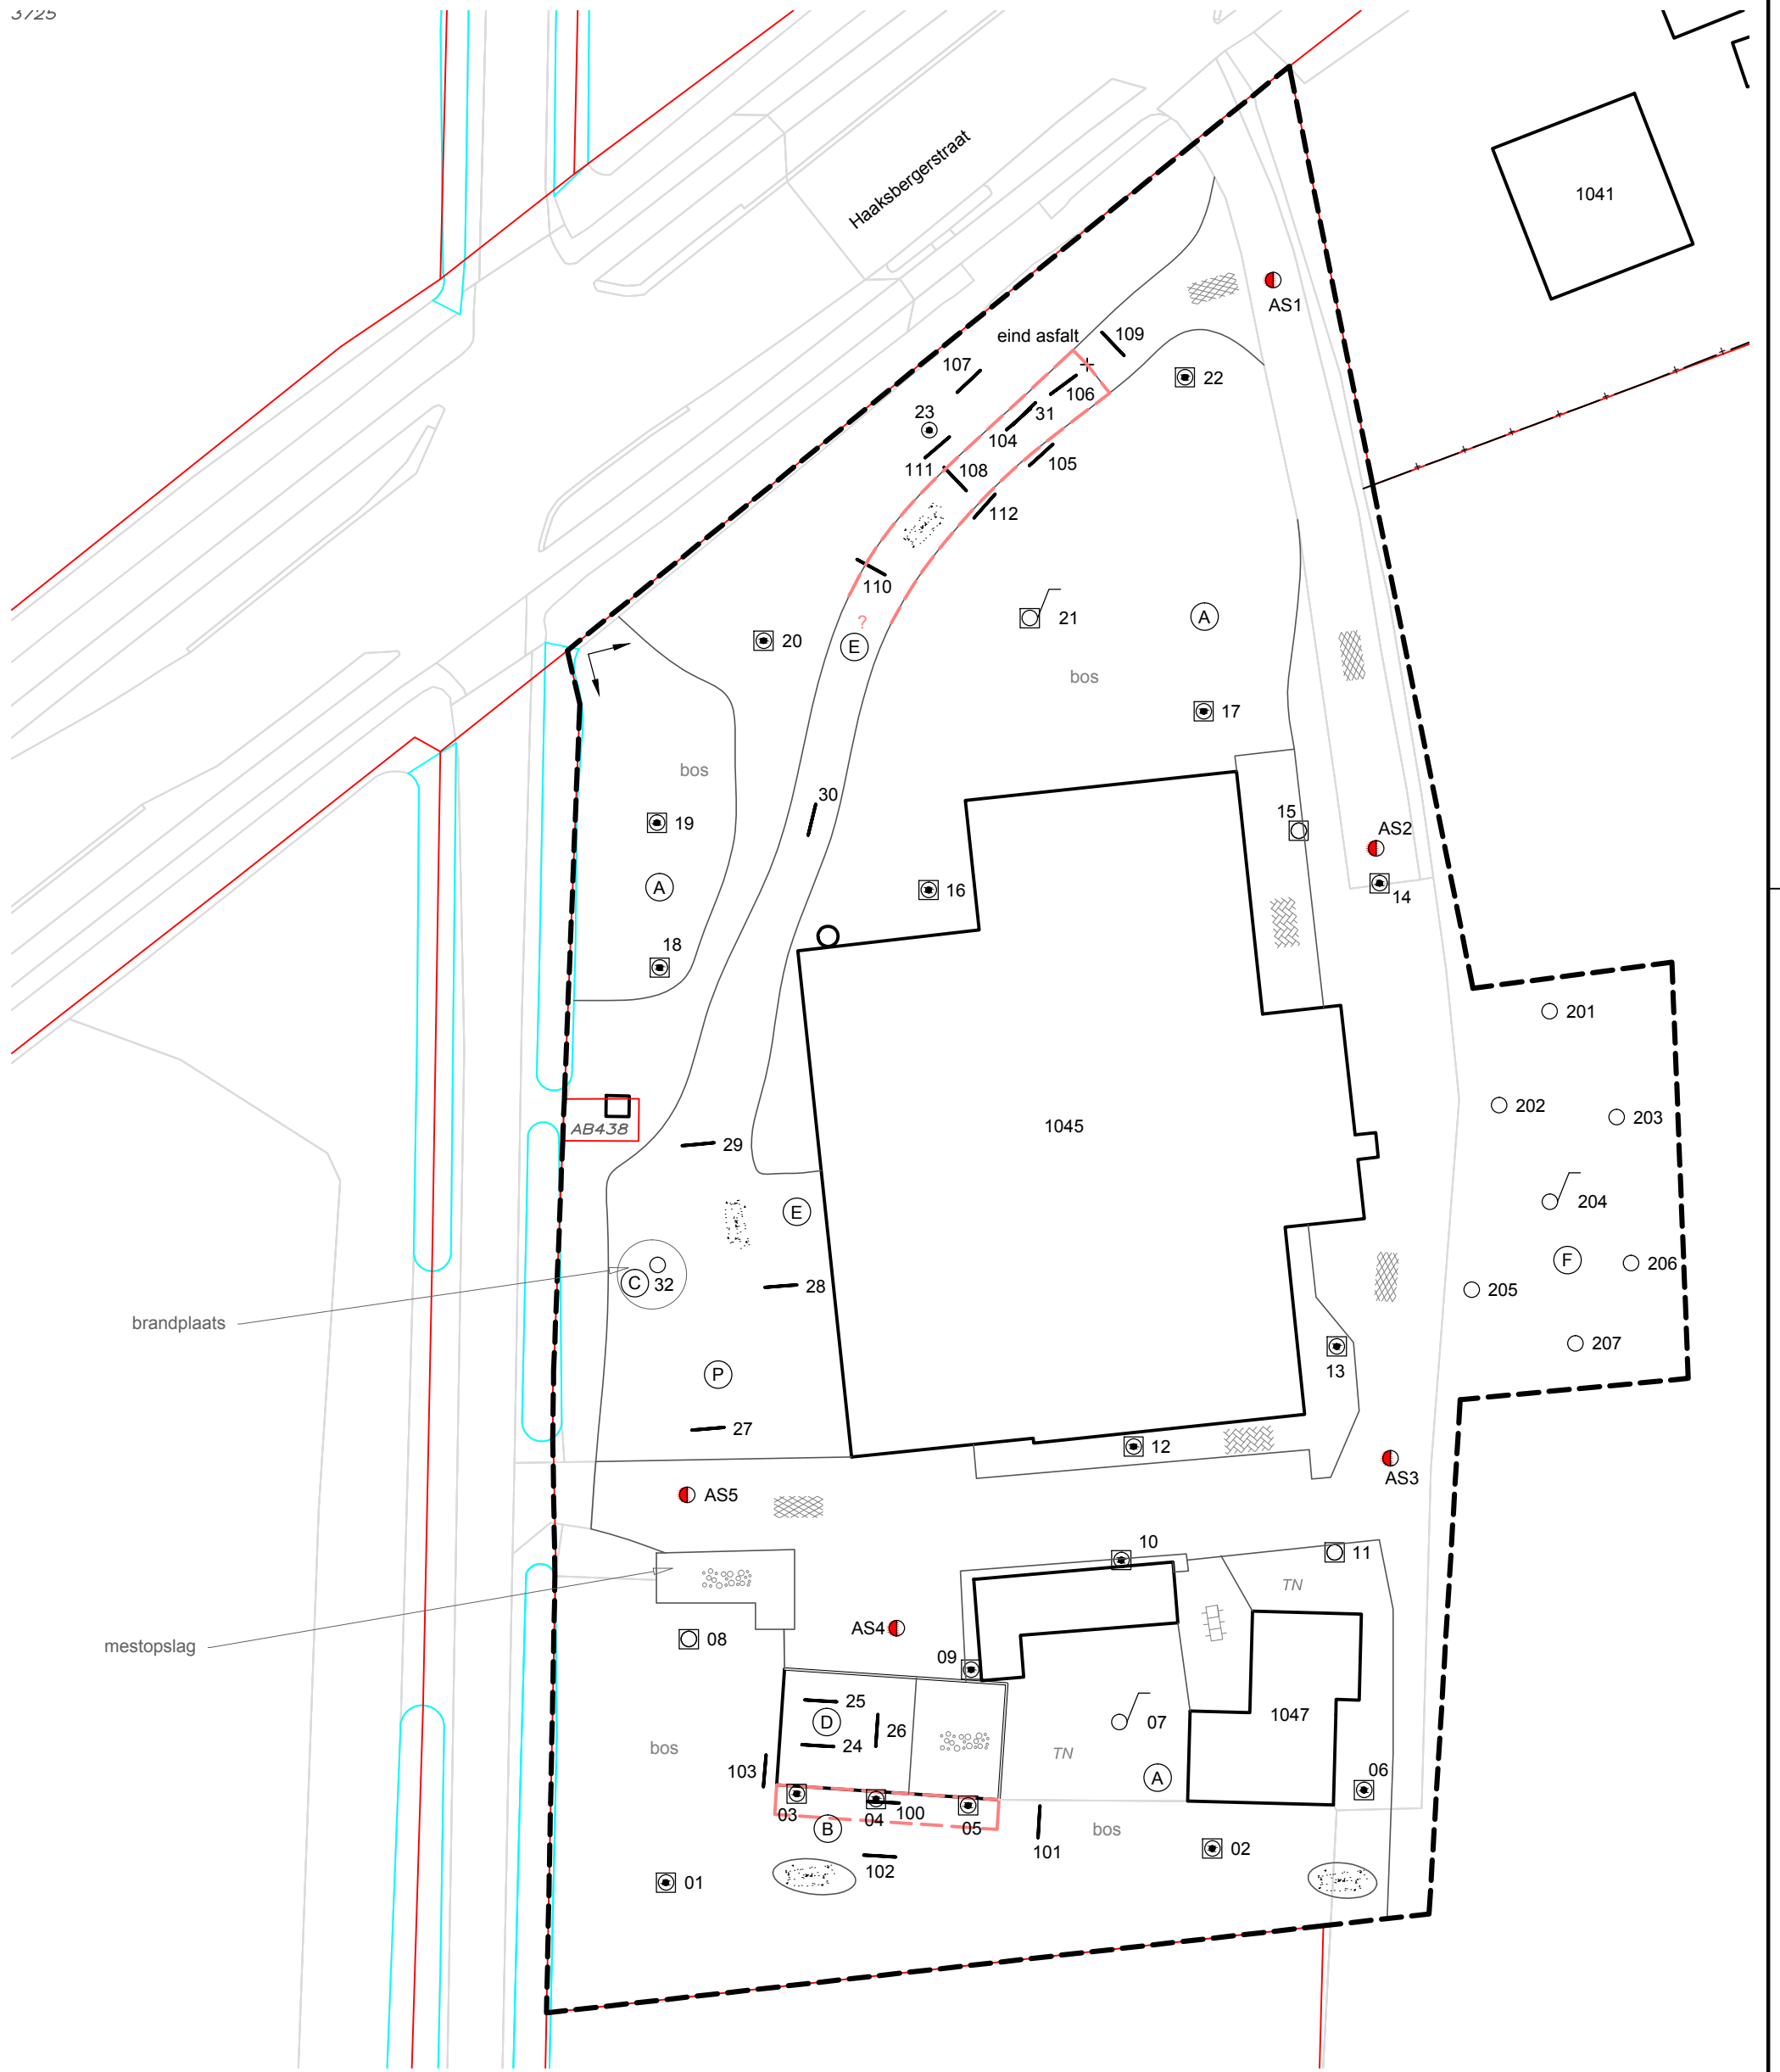 3725
Haaksbergerstraat
1041
AS1
eind asfalt
109
107
22
106
23
31
104
105
111
108
112
110
21
A
?
20
E
bos
17
bos
30
15
AS2
19
16
14
A
18
201
202
203
1045
AB438
29
204
E
F
206
C
32
28
205
brandplaats
207
13
P
27
12
AS3
AS5
10
11
TN
AS4
08
mestopslag
09
25
D
26
07
1047
24
bos
TN
103
A
06
03
04
100
05
B
bos
101
02
102
01